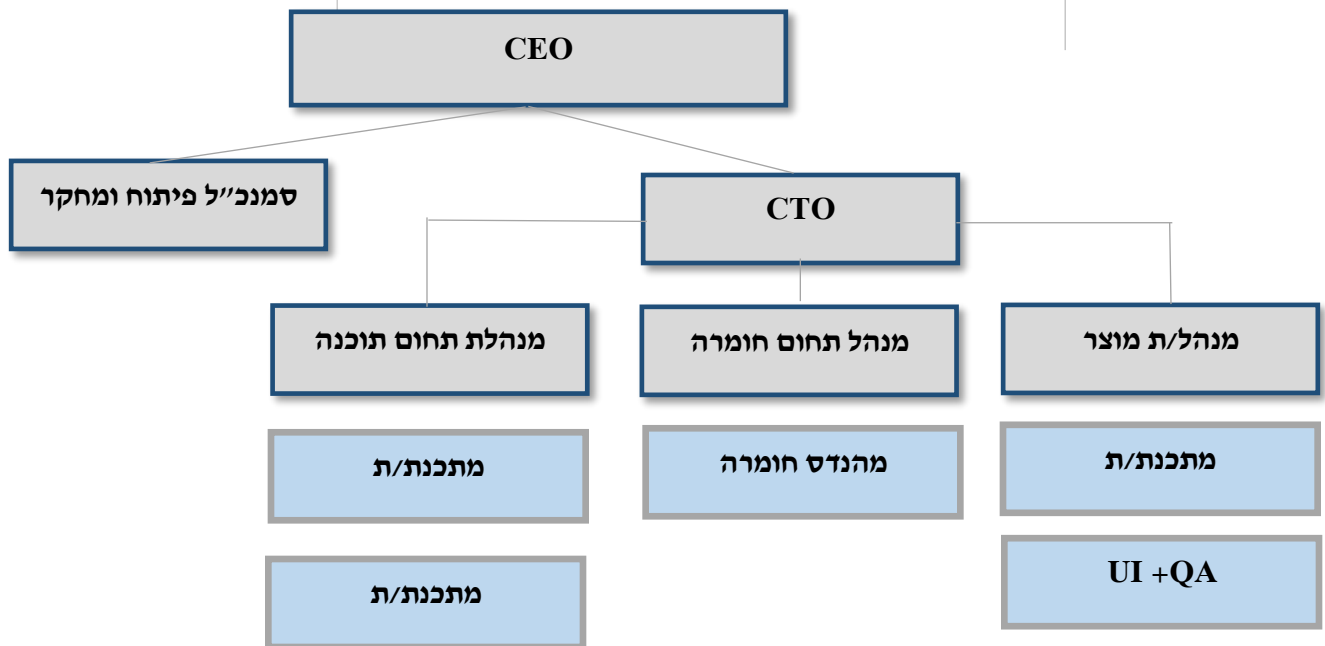 CEO
סמנכ״ל פיתוח ומחקר
CTO
מנהלת תחום תוכנה
מנהל תחום חומרה
מנהל/ת מוצר
מתכנת/ת
מהנדס חומרה
מתכנת/ת
מתכנת/ת
UI +QA